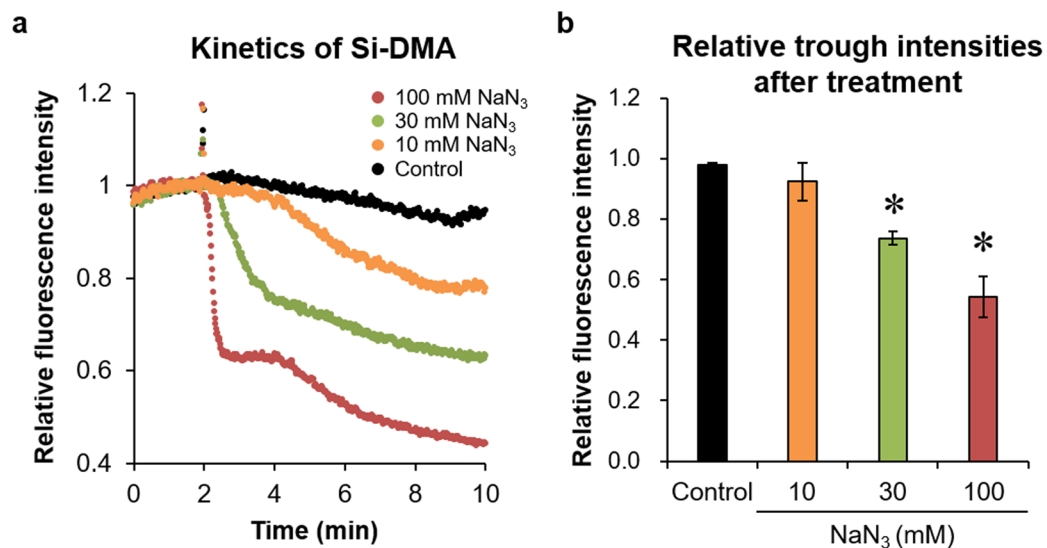 a
Kinetics of Si-DMA
Relative fluorescence intensity
1.2
1
0.8
0.6
0.4
100 mM NaN₃
30 mM NaN₃
10 mM NaN₃
Control
0 2 4 6 8 10
Time (min)
b
Relative trough intensities
after treatment
Relative fluorescence intensity
1.2
1.0
0.8
0.6
0.4
0.2
0.0
* *
Control 10 30 100
NaN₃ (mM)